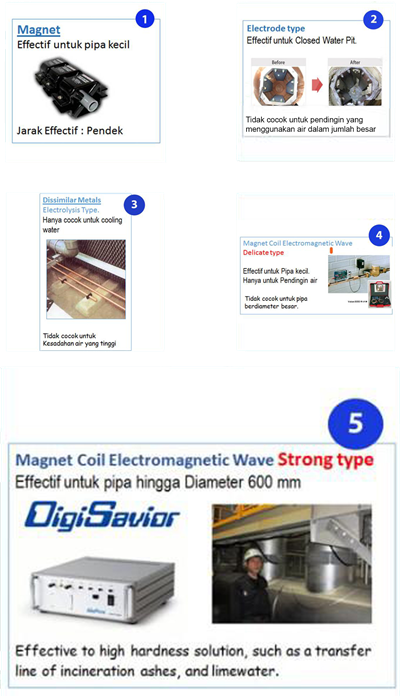 1
Magnet
Effectif untuk pipa kecil
Jarak Effectif : Pendek
2
Electrode type
Effectif untuk Closed Water Pit.
Before
After
Tidak cocok untuk pendingin yang
menggunakan air dalam jumlah besar
3
Dissimilar Metals
Electrolysis Type.
Hanya cocok untuk cooling
water
Tidak cocok untuk
Kesadahan air yang tinggi
4
Magnet Coil Electromagnetic Wave
Delicate type
Effectif untuk Pipa kecil.
Hanya untuk Pendingin air
Tidak cocok untuk pipa
berdiameter besar.
5
Magnet Coil Electromagnetic Wave Strong type
Effectif untuk pipa hingga Diameter 600 mm
DigiSavior
Effective to high hardness solution, such as a transfer
line of incineration ashes, and limewater.